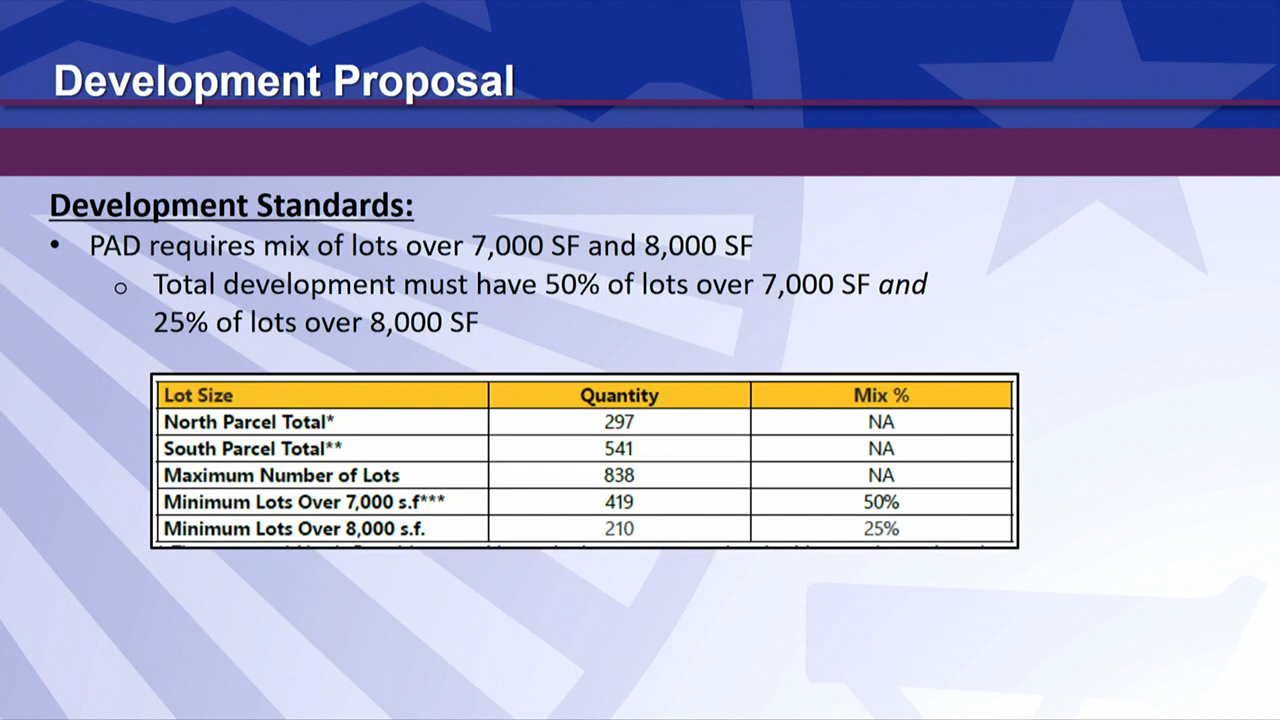 Development Proposal
Development Standards:
• PAD requires mix of lots over 7,000 SF and 8,000 SF
o Total development must have 50% of lots over 7,000 SF and
25% of lots over 8,000 SF
Lot Size Quantity Mix %
North Parcel Total* 297 NA
South Parcel Total** 541 NA
Maximum Number of Lots 838 NA
Minimum Lots Over 7,000 s.f*** 419 50%
Minimum Lots Over 8,000 s.f. 210 25%